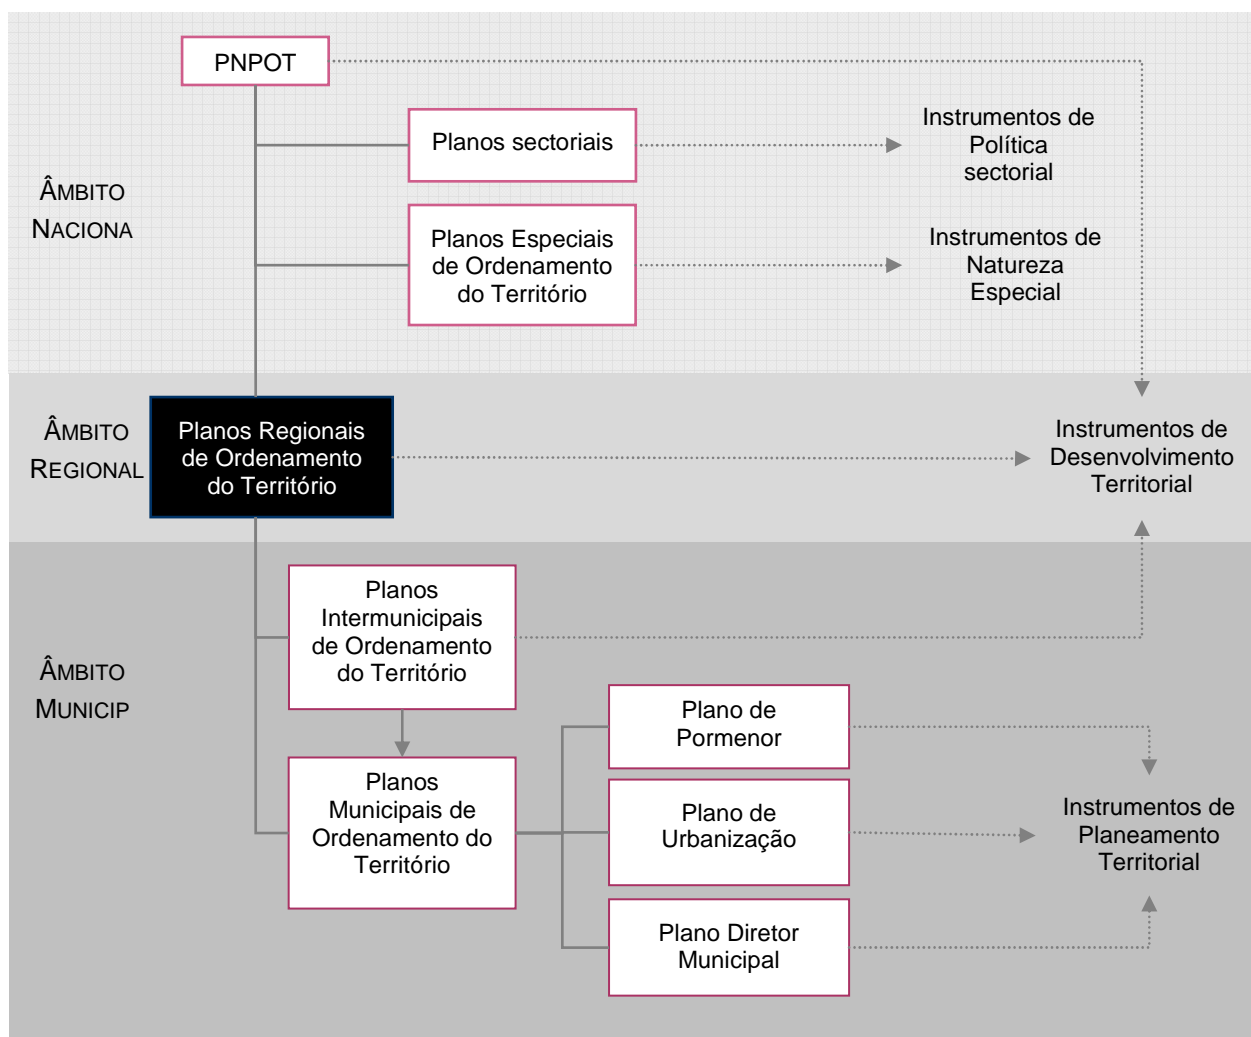 PNPOT
Planos sectoriais
Instrumentos de
Política
sectorial
ÂMBITO
NACIONA
Planos Especiais
de Ordenamento
do Território
Instrumentos de
Natureza
Especial
ÂMBITO
REGIONAL
Planos Regionais
de Ordenamento
do Território
Instrumentos de
Desenvolvimento
Territorial
ÂMBITO
MUNICIP
Planos
Intermunicipais
de Ordenamento
do Território
Planos
Municipais de
Ordenamento do
Território
Plano de
Pormenor
Plano de
Urbanização
Plano Diretor
Municipal
Instrumentos de
Planeamento
Territorial